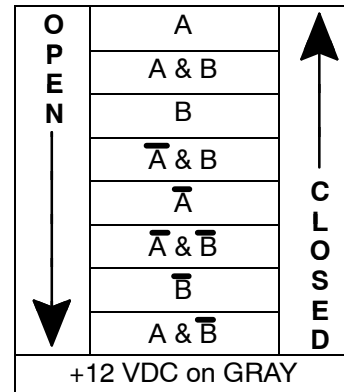 OPEN
A
A & B
B
A̅ & B
A̅
A̅ & B̅
B̅
A & B̅
CLOSED
+12 VDC on GRAY